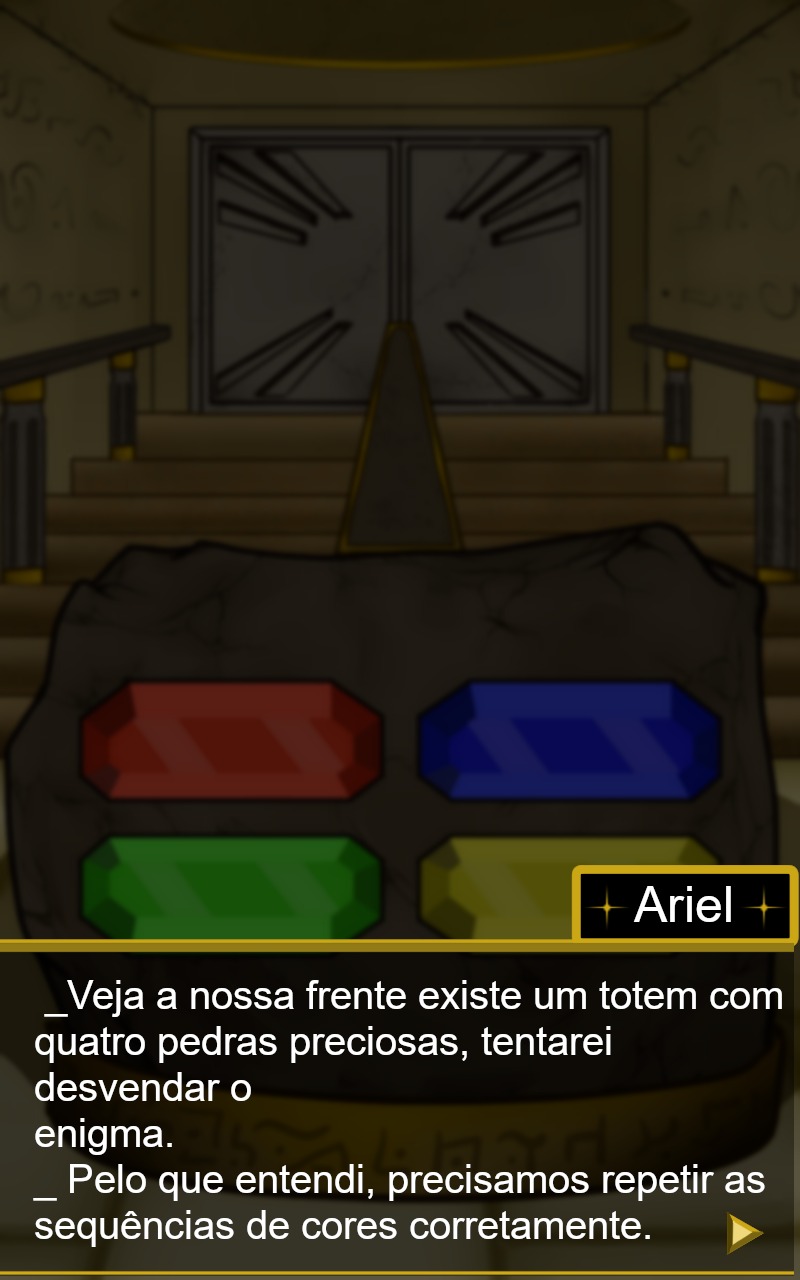 Ariel
_Veja a nossa frente existe um totem com
quatro pedras preciosas, tentarei
desvendar o
enigma.
_ Pelo que entendi, precisamos repetir as
sequências de cores corretamente.